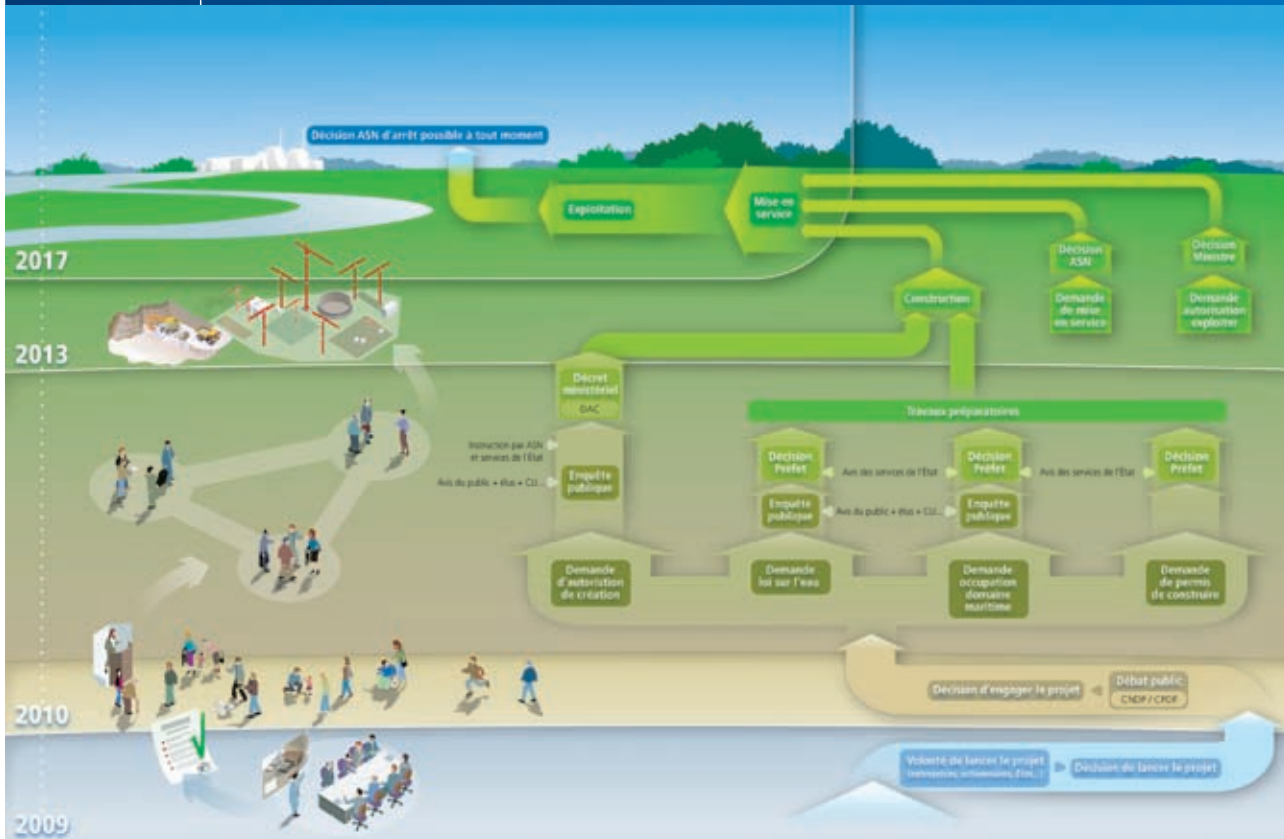 Décision ASN d'arrêt possible à tout moment
Exploitation
Mise en
service
2017
Décision
ASN
Décision
Ministre
Construction
Demande
de mise
en service
Demande
autorisation
exploiter
2013
Décret
ministériel
DAC
Travaux préparatoires
Instruction par ASN
et services de l'État
Avis du public + élus + CLI...
Enquête
publique
Décision
Préfet
Avis des services de l'État
Décision
Préfet
Avis des services de l'État
Décision
Préfet
Enquête
publique
Avis du public + élus + CLI...
Enquête
publique
Demande
d'autorisation
de création
Demande
loi sur l'eau
Demande
occupation
domaine
maritime
Demande
de permis
de construire
2010
Décision d'engager le projet
Débat public
CNDP / CPDP
Volonté de lancer le projet
actionnaires, État,...)
Décision de lancer le projet
2009